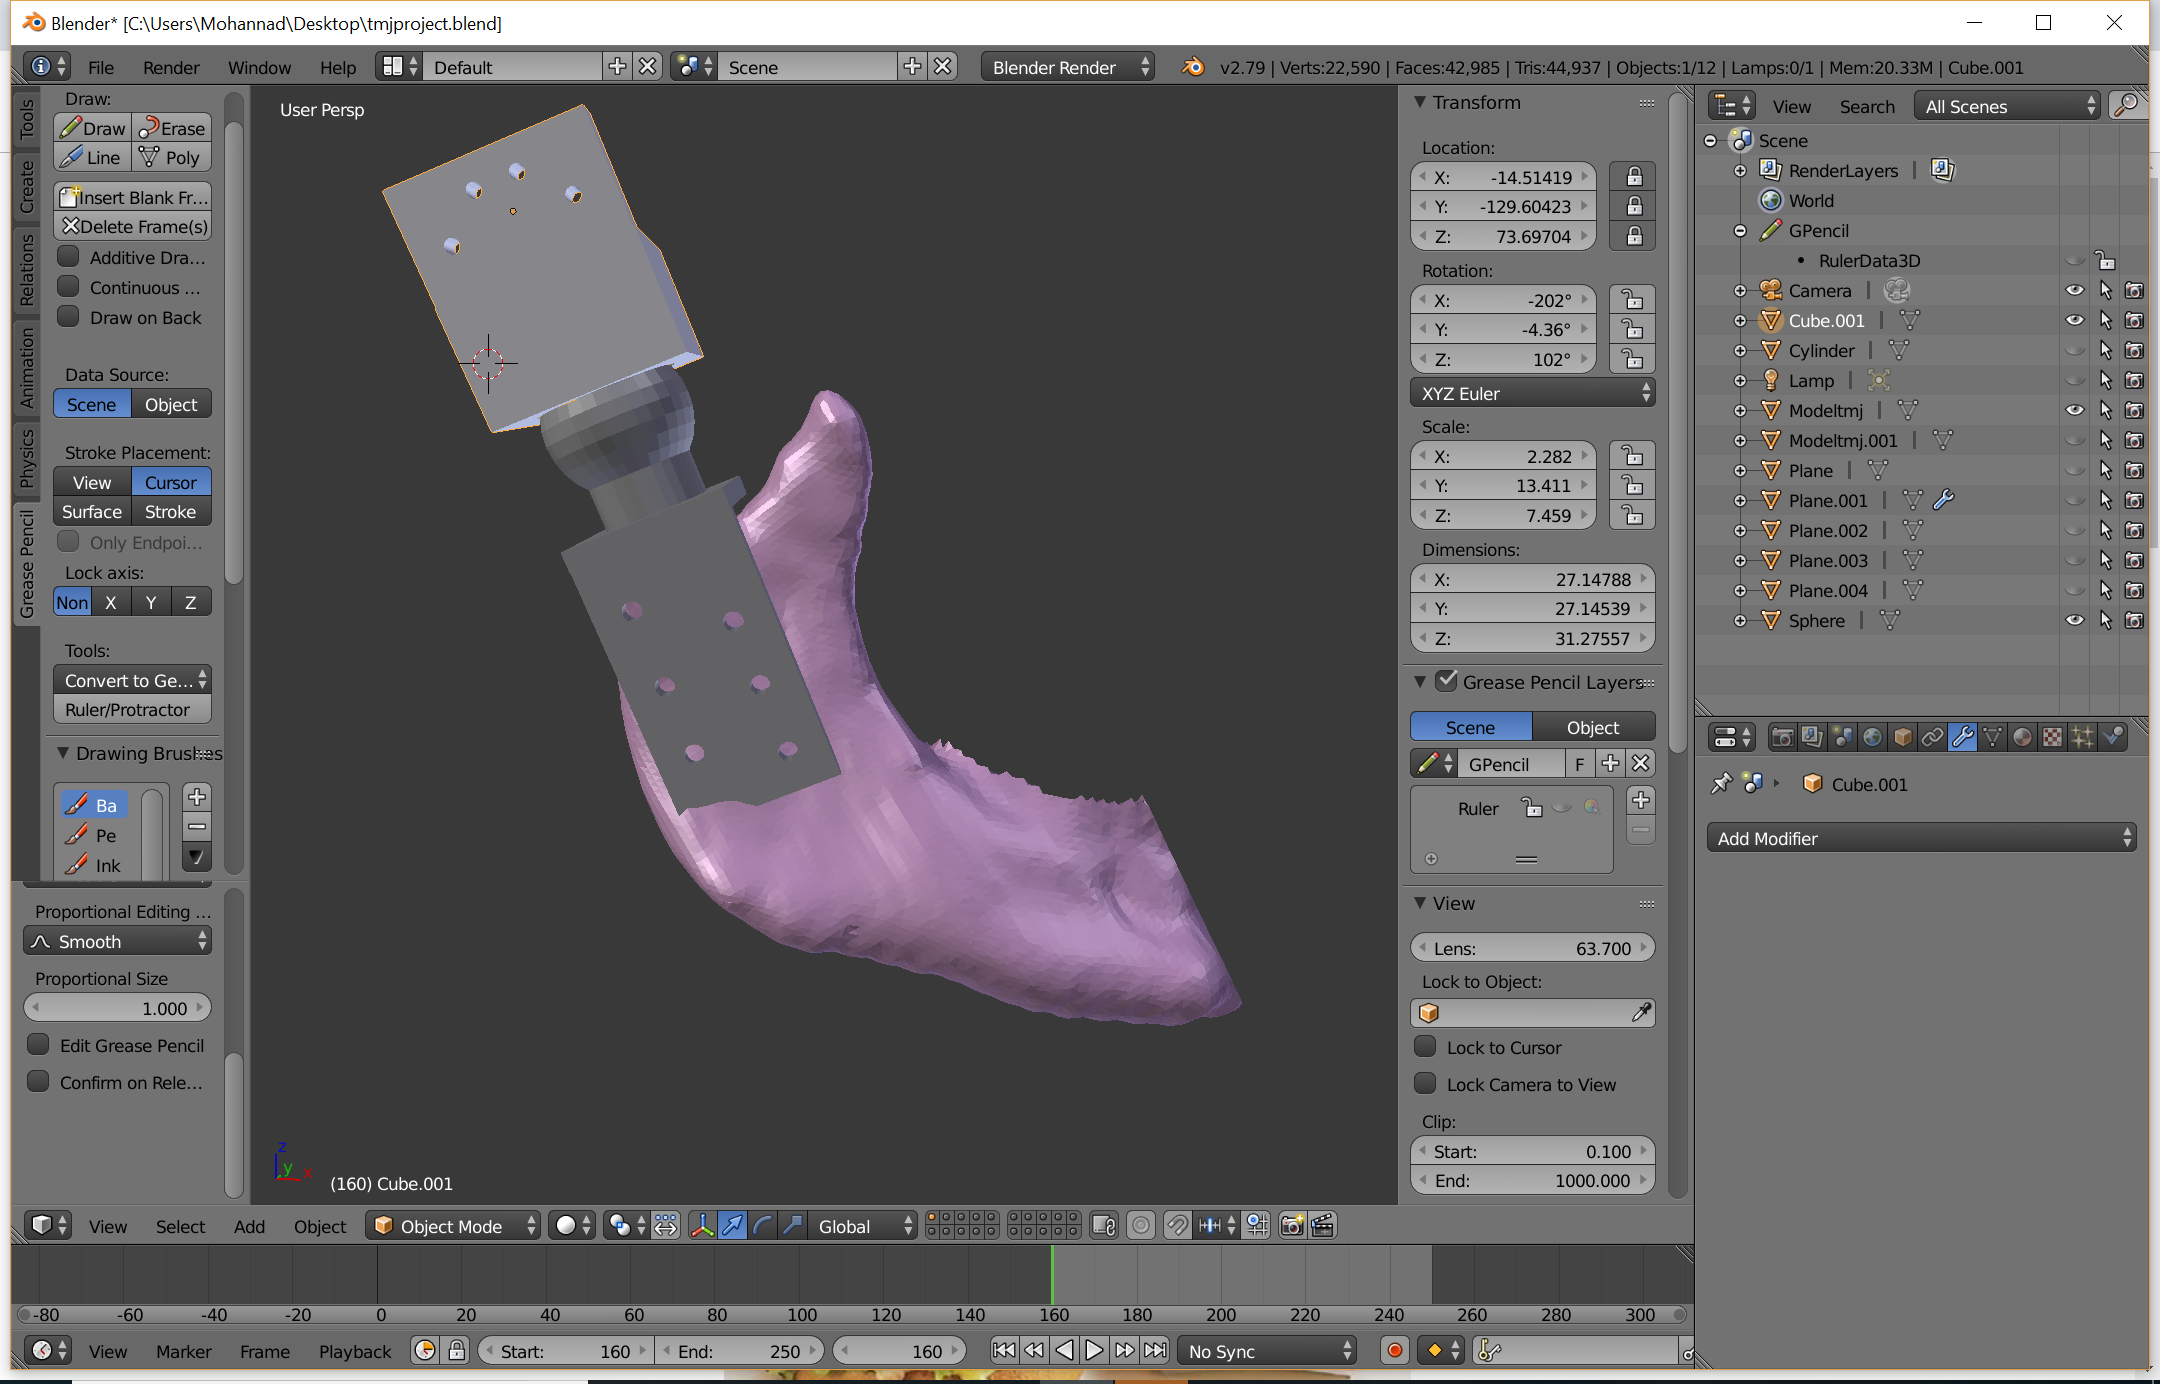 Blender* [C:\Users\Mohannad\Desktop\tmjproject.blend]
File Render Window Help Default Scene Blender Render v2.79 | Verts:22,590 | Faces:42,985 | Tris:44,937 | Objects:1/12 | Lamps:0/1 | Mem:20.33M | Cube.001
Tools
Create
Relations
Animation
Physics
Grease Pencil
Draw:
Draw Erase
Line Poly
Insert Blank Fr...
Delete Frame(s)
Additive Dra...
Continuous ...
Draw on Back
Data Source:
Scene Object
Stroke Placement:
View Cursor
Surface Stroke
Only Endpoi...
Lock axis:
Non X Y Z
Tools:
Convert to Ge...
Ruler/Protractor
Drawing Brushes
Ba
Pe
Ink
Proportional Editing ...
Smooth
Proportional Size
1.000
Edit Grease Pencil
Confirm on Rele...
User Persp
z
y
x
(160) Cube.001
Transform
Location:
X: -14.51419
Y: -129.60423
Z: 73.69704
Rotation:
X: -202°
Y: -4.36°
Z: 102°
XYZ Euler
Scale:
X: 2.282
Y: 13.411
Z: 7.459
Dimensions:
X: 27.14788
Y: 27.14539
Z: 31.27557
Grease Pencil Layers
Scene Object
GPencil F
Ruler
View
Lens: 63.700
Lock to Object:
Lock to Cursor
Lock Camera to View
Clip:
Start: 0.100
End: 1000.000
View Search All Scenes
Scene
RenderLayers |
World
GPencil
RulerData3D
Camera |
Cube.001 |
Cylinder |
Lamp |
Modeltmj |
Modeltmj.001 |
Plane |
Plane.001 |
Plane.002 |
Plane.003 |
Plane.004 |
Sphere |
Cube.001
Add Modifier
View Select Add Object Object Mode Global
-80 -60 -40 -20 0 20 40 60 80 100 120 140 160 180 200 220 240 260 280 300
View Marker Frame Playback Start: 160 End: 250 160 No Sync